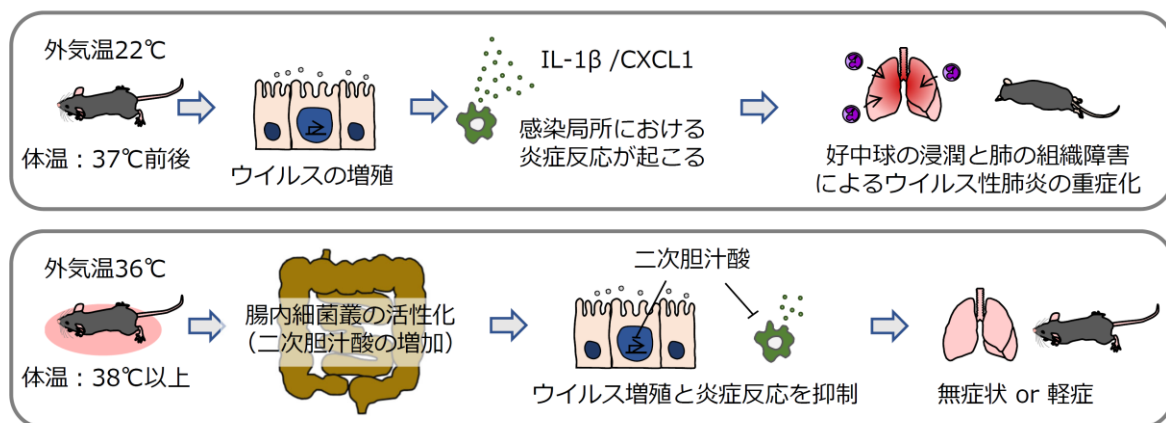 外気温22℃
体温：37℃前後
ウイルスの増殖
IL-1β /CXCL1
感染局所における
炎症反応が起こる
好中球の浸潤と肺の組織障害
によるウイルス性肺炎の重症化
外気温36℃
体温：38℃以上
腸内細菌叢の活性化
（二次胆汁酸の増加）
二次胆汁酸
ウイルス増殖と炎症反応を抑制
無症状 or 軽症